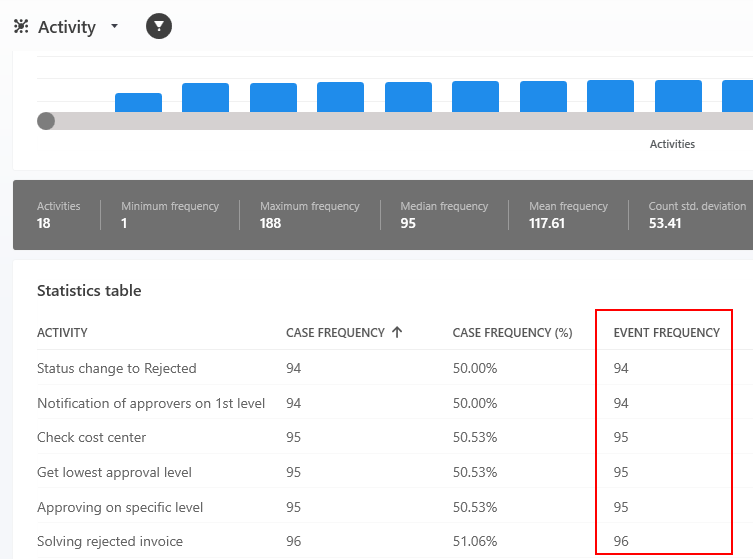 Activity
Activities
Activities Minimum frequency Maximum frequency Median frequency Mean frequency Count std. deviation
18 1 188 95 117.61 53.41
Statistics table
ACTIVITY CASE FREQUENCY CASE FREQUENCY (%) EVENT FREQUENCY
Status change to Rejected 94 50.00% 94
Notification of approvers on 1st level 94 50.00% 94
Check cost center 95 50.53% 95
Get lowest approval level 95 50.53% 95
Approving on specific level 95 50.53% 95
Solving rejected invoice 96 51.06% 96